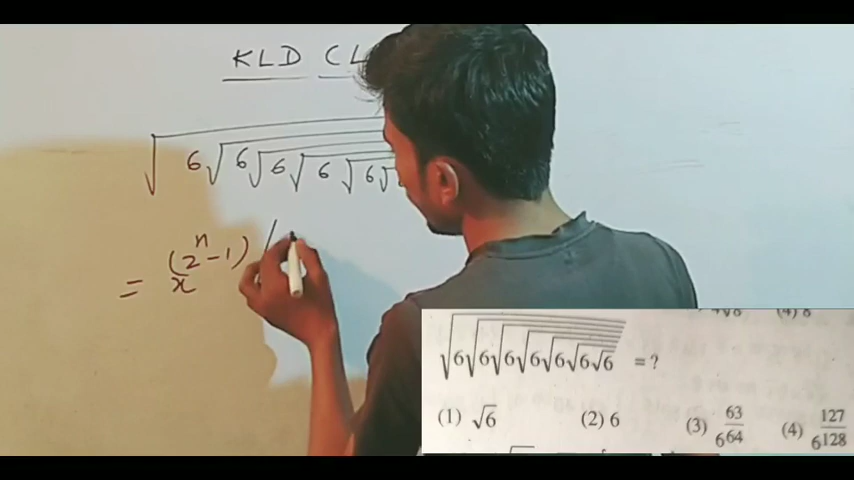 KLD CL
√6√6√6√6√6√
= x^(2^n-1)/
√6√6√6√6√6√6√6 = ?
(1) √6 (2) 6 (3) 6^63/64 (4) 6^127/128